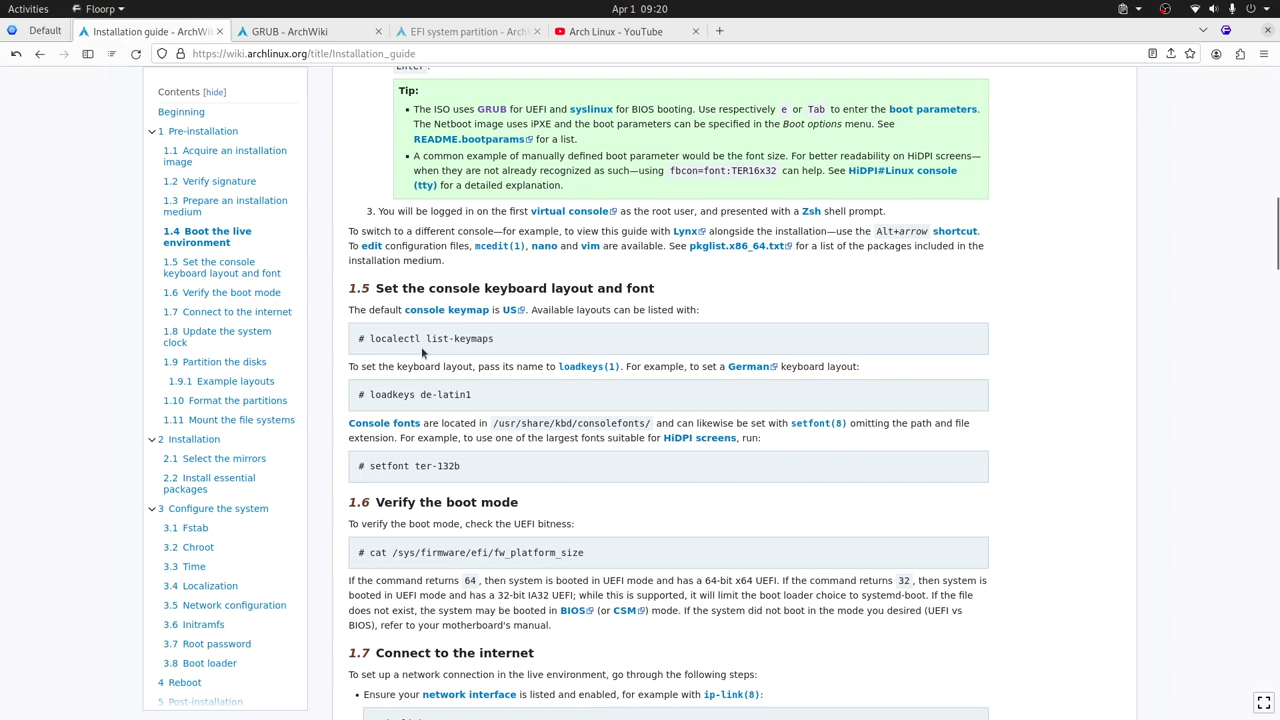 Activities
Floorp
Apr 1 09:20
Default
Installation guide - ArchW
GRUB - ArchWiki
EFI system partition - Arch
Arch Linux - YouTube
https://wiki.archlinux.org/title/Installation_guide
Contents [hide]
Beginning
1 Pre-installation
1.1 Acquire an installation
image
1.2 Verify signature
1.3 Prepare an installation
medium
1.4 Boot the live
environment
1.5 Set the console
keyboard layout and font
1.6 Verify the boot mode
1.7 Connect to the internet
1.8 Update the system
clock
1.9 Partition the disks
1.9.1 Example layouts
1.10 Format the partitions
1.11 Mount the file systems
2 Installation
2.1 Select the mirrors
2.2 Install essential
packages
3 Configure the system
3.1 Fstab
3.2 Chroot
3.3 Time
3.4 Localization
3.5 Network configuration
3.6 Initramfs
3.7 Root password
3.8 Boot loader
4 Reboot
5 Post-installation
Enter.
Tip:
▪ The ISO uses GRUB for UEFI and syslinux for BIOS booting. Use respectively e or Tab to enter the boot parameters.
The Netboot image uses iPXE and the boot parameters can be specified in the Boot options menu. See
README.bootparams for a list.
▪ A common example of manually defined boot parameter would be the font size. For better readability on HiDPI screens—
when they are not already recognized as such—using fbcon=font:TER16x32 can help. See HiDPI#Linux console
(tty) for a detailed explanation.
3. You will be logged in on the first virtual console as the root user, and presented with a Zsh shell prompt.
To switch to a different console—for example, to view this guide with Lynx alongside the installation—use the Alt+arrow shortcut.
To edit configuration files, mcedit(1), nano and vim are available. See pkglist.x86_64.txt for a list of the packages included in the
installation medium.
1.5 Set the console keyboard layout and font
The default console keymap is US. Available layouts can be listed with:
# localectl list-keymaps
To set the keyboard layout, pass its name to loadkeys(1). For example, to set a German keyboard layout:
# loadkeys de-latin1
Console fonts are located in /usr/share/kbd/consolefonts/ and can likewise be set with setfont(8) omitting the path and file
extension. For example, to use one of the largest fonts suitable for HiDPI screens, run:
# setfont ter-132b
1.6 Verify the boot mode
To verify the boot mode, check the UEFI bitness:
# cat /sys/firmware/efi/fw_platform_size
If the command returns 64, then system is booted in UEFI mode and has a 64-bit x64 UEFI. If the command returns 32, then system is
booted in UEFI mode and has a 32-bit IA32 UEFI; while this is supported, it will limit the boot loader choice to systemd-boot. If the file
does not exist, the system may be booted in BIOS (or CSM) mode. If the system did not boot in the mode you desired (UEFI vs
BIOS), refer to your motherboard's manual.
1.7 Connect to the internet
To set up a network connection in the live environment, go through the following steps:
• Ensure your network interface is listed and enabled, for example with ip-link(8):